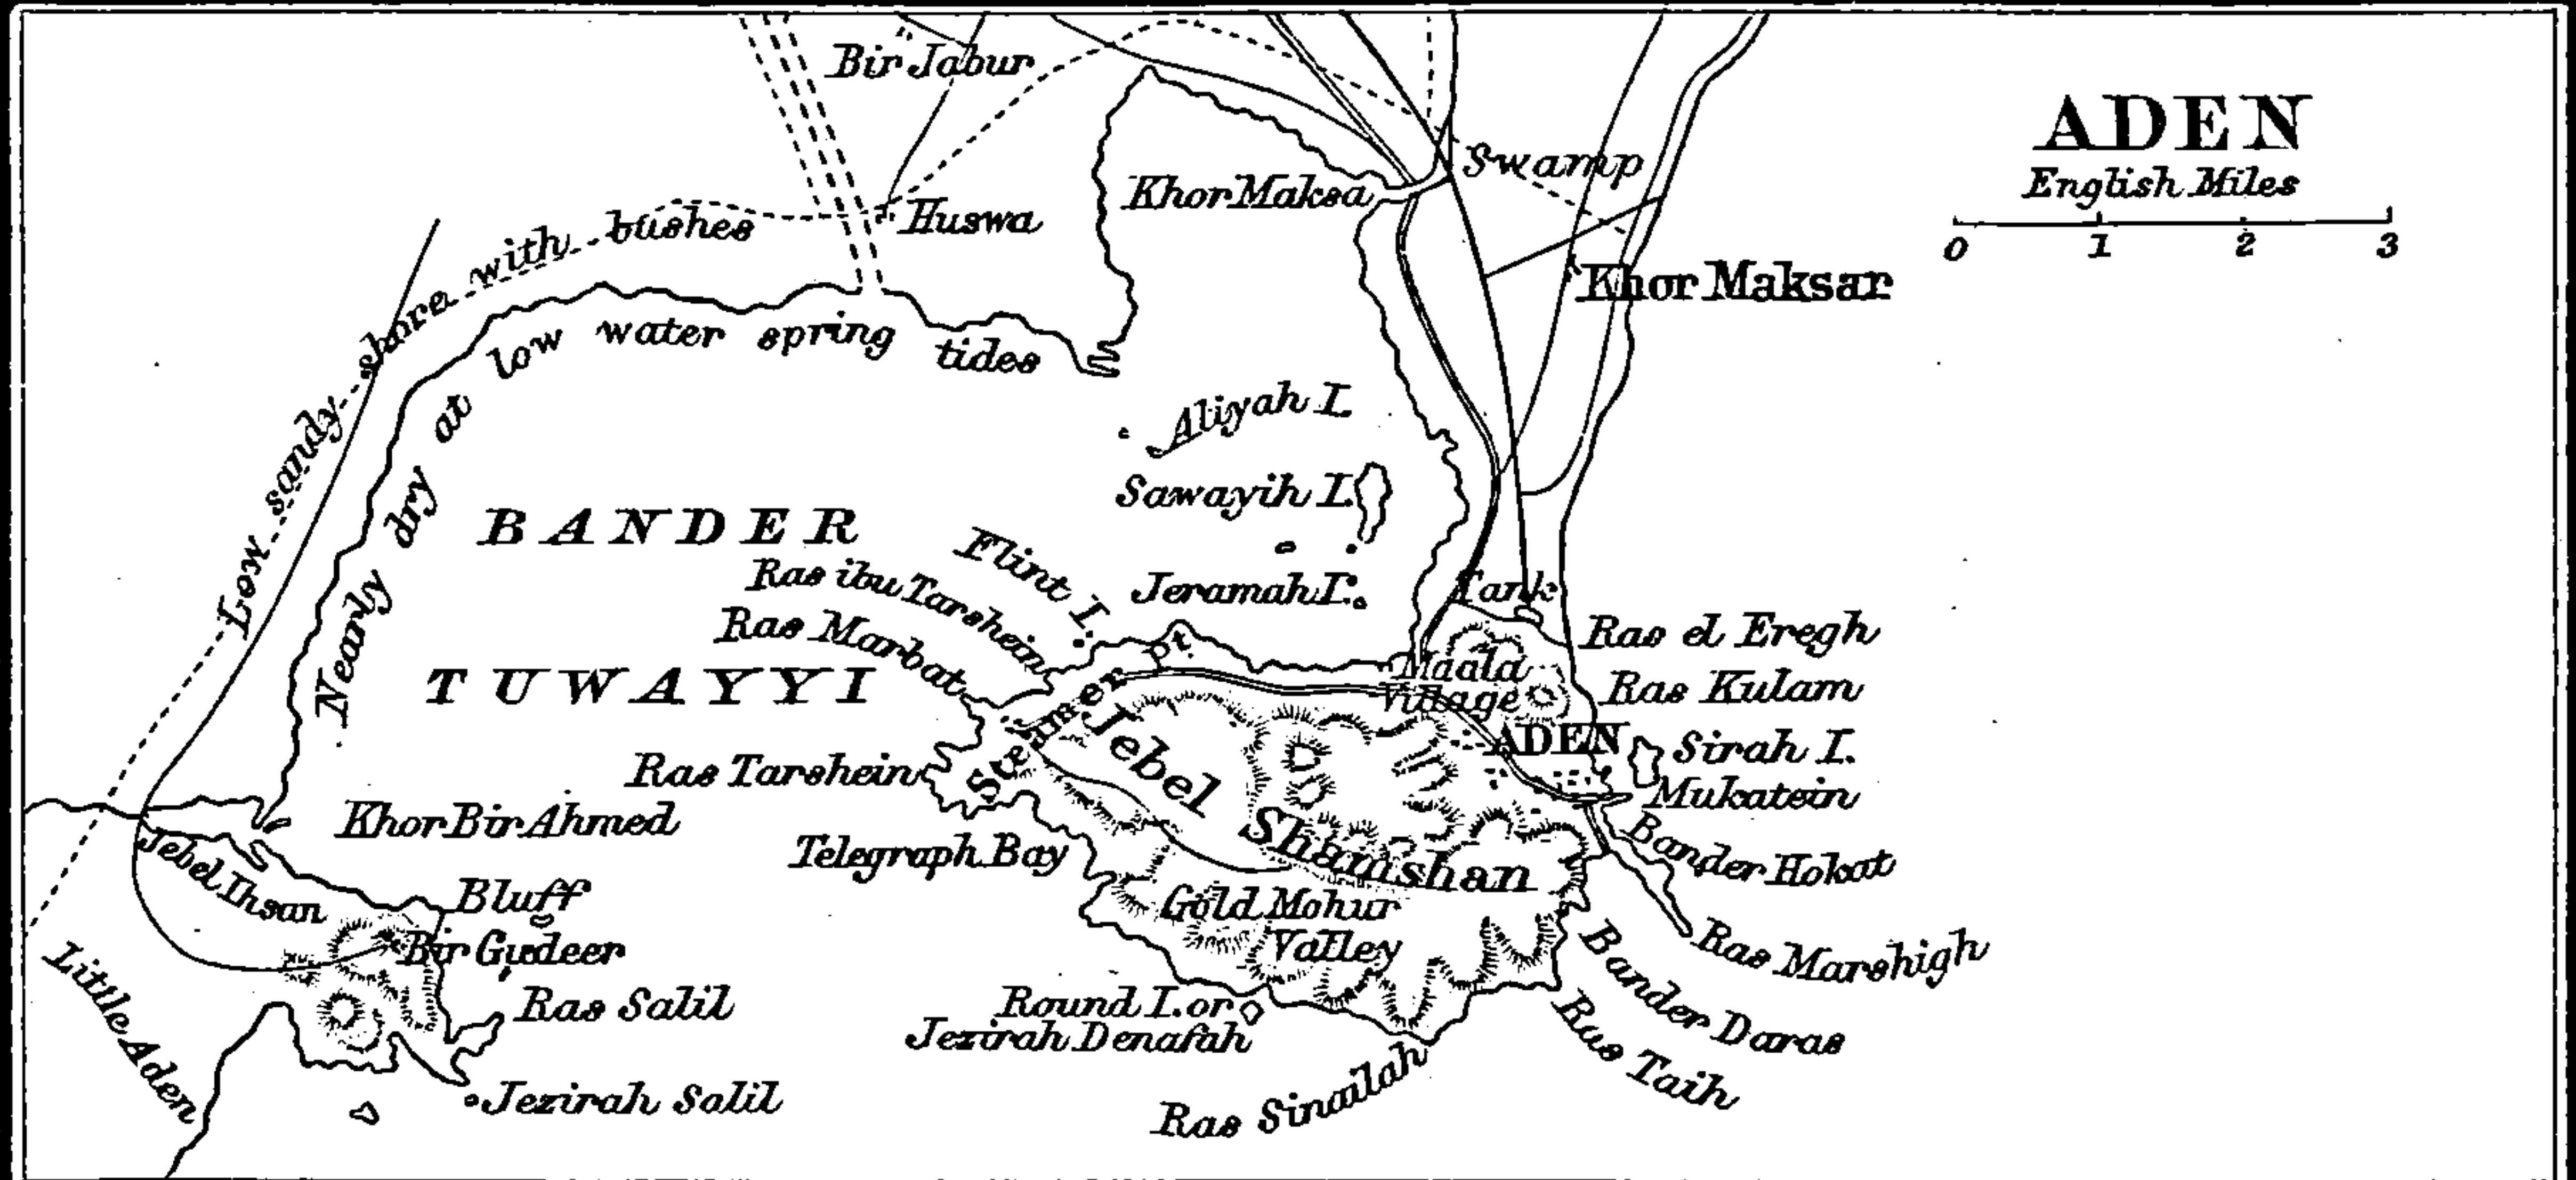 ADEN
English Miles
0 1 2 3
Bir Jabur
Swamp
Khor Maksa
Huswa
Khor Maksar
Low sandy shore with bushes
Nearly dry at low water spring tides
Aliyah I.
Sawayih I.
BANDER
TUWAYYI
Flint I.
Ras ibu Tarshein
Ras Marbat
Jeramah I.
Tank
Ras el Eregh
Maala
Village
Ras Kulam
ADEN
Sirah I.
Mukatein
Steamer Pt.
Jebel Shamshan
Ras Tarshein
Khor Bir Ahmed
Telegraph Bay
Bander Hokat
Jebel Ihsan
Bluff
Gold Mohur
Valley
Bir Gudeer
Ras Marshigh
Little Aden
Ras Salil
Round I. or
Jezirah Denafah
Bander Daras
Ras Taih
Jezirah Solil
Ras Sinailah